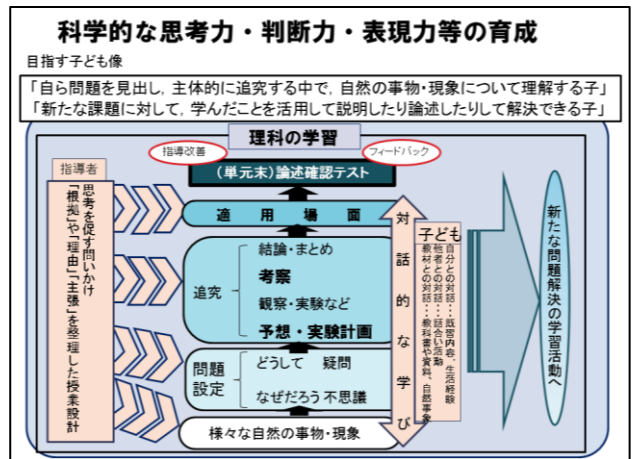 科学的な思考力・判断力・表現力等の育成
目指す子ども像
「自ら問題を見出し，主体的に追究する中で，自然の事物・現象について理解する子」
「新たな課題に対して，学んだことを活用して説明したり論述したりして解決できる子」
理科の学習
指導改善
フィードバック
（単元末）論述確認テスト
指導者
思考を促す問いかけ
「根拠」や「理由」「主張」を整理した授業設計
適用場面
追究
結論・まとめ
考察
観察・実験など
予想・実験計画
問題設定
どうして 疑問
なぜだろう 不思議
様々な自然の事物・現象
対話的な学び
子ども
自分との対話・・・既習内容、生活経験
他者との対話・・・話合い活動
教材との対話・・・教科書や資料、自然事象
新たな問題解決の学習活動へ